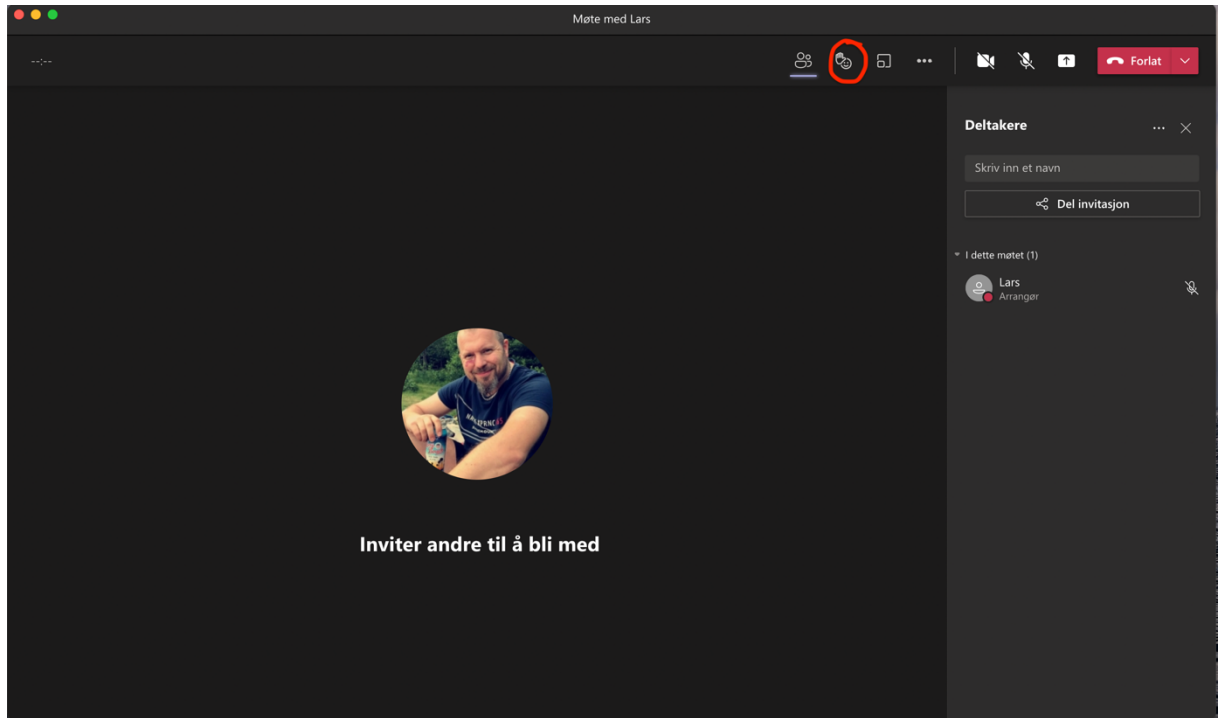 Møte med Lars
--:--
Forlat
Deltakere
Skriv inn et navn
Del invitasjon
I dette møtet (1)
Lars
Arrangør
Inviter andre til å bli med